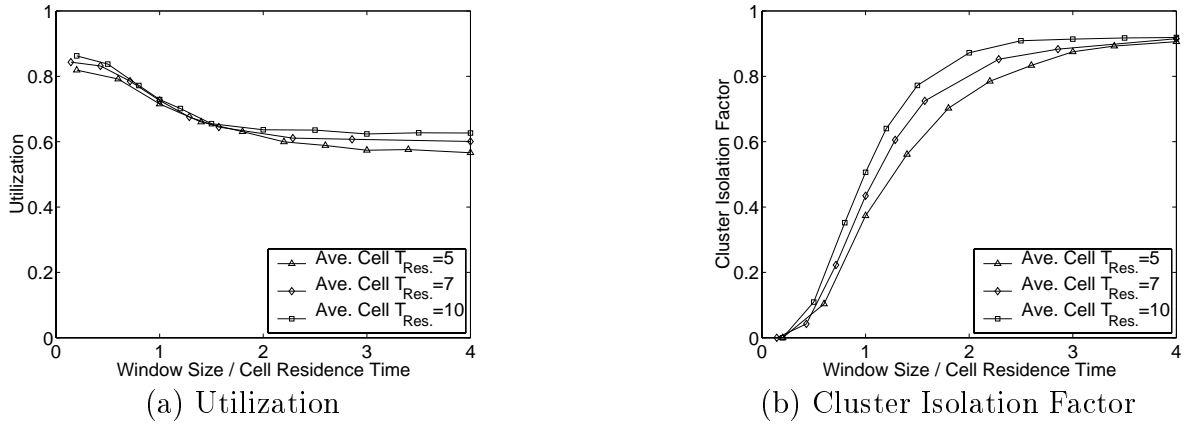 1
0.8
0.6
0.4
0.2
0
Utilization
0 1 2 3 4
Window Size / Cell Residence Time
Ave. Cell T_Res.=5
Ave. Cell T_Res.=7
Ave. Cell T_Res.=10
(a) Utilization
1
0.8
0.6
0.4
0.2
0
Cluster Isolation Factor
0 1 2 3 4
Window Size / Cell Residence Time
Ave. Cell T_Res.=5
Ave. Cell T_Res.=7
Ave. Cell T_Res.=10
(b) Cluster Isolation Factor